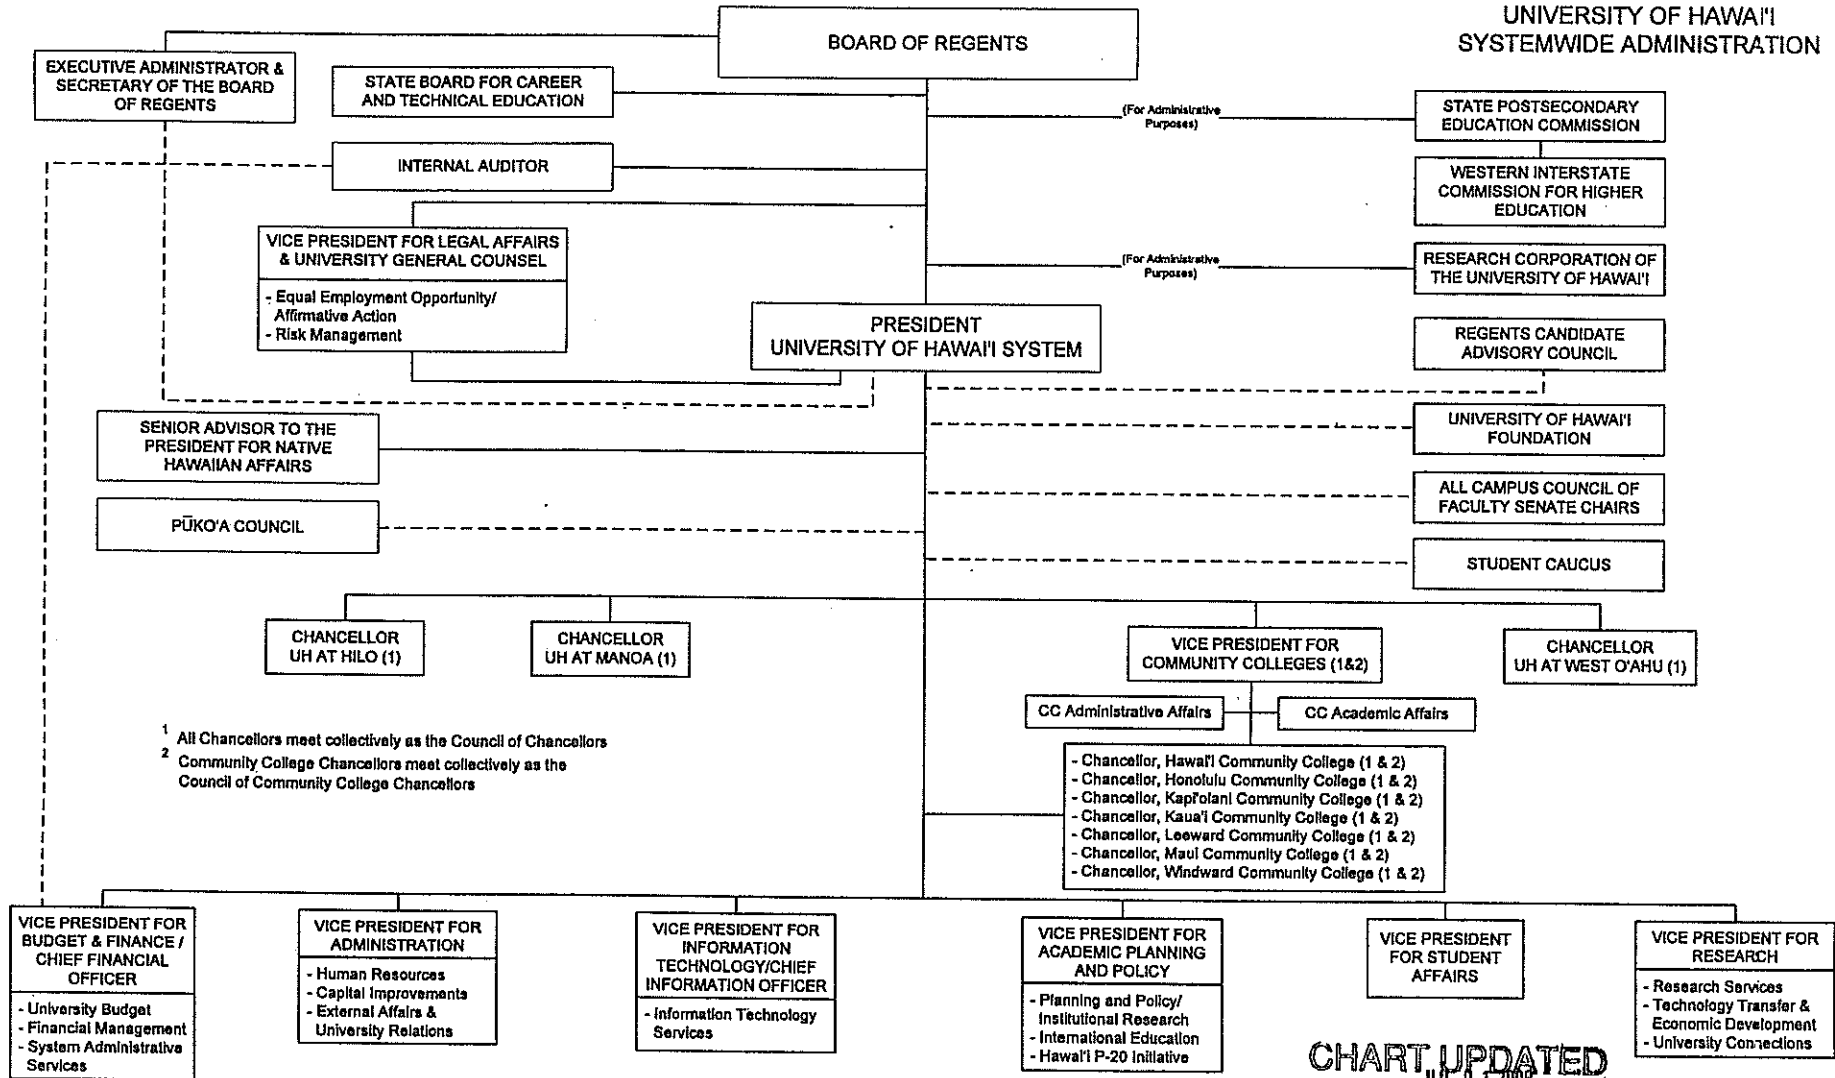 UNIVERSITY OF HAWAI'I
SYSTEMWIDE ADMINISTRATION
BOARD OF REGENTS
EXECUTIVE ADMINISTRATOR &
SECRETARY OF THE BOARD
OF REGENTS
STATE BOARD FOR CAREER
AND TECHNICAL EDUCATION
(For Administrative
Purposes)
STATE POSTSECONDARY
EDUCATION COMMISSION
INTERNAL AUDITOR
WESTERN INTERSTATE
COMMISSION FOR HIGHER
EDUCATION
VICE PRESIDENT FOR LEGAL AFFAIRS
& UNIVERSITY GENERAL COUNSEL
- Equal Employment Opportunity/
Affirmative Action
- Risk Management
(For Administrative
Purposes)
RESEARCH CORPORATION OF
THE UNIVERSITY OF HAWAI'I
PRESIDENT
UNIVERSITY OF HAWAI'I SYSTEM
REGENTS CANDIDATE
ADVISORY COUNCIL
SENIOR ADVISOR TO THE
PRESIDENT FOR NATIVE
HAWAIIAN AFFAIRS
UNIVERSITY OF HAWAI'I
FOUNDATION
PŪKO'A COUNCIL
ALL CAMPUS COUNCIL OF
FACULTY SENATE CHAIRS
STUDENT CAUCUS
CHANCELLOR
UH AT HILO (1)
CHANCELLOR
UH AT MANOA (1)
VICE PRESIDENT FOR
COMMUNITY COLLEGES (1&2)
CHANCELLOR
UH AT WEST O'AHU (1)
CC Administrative Affairs
CC Academic Affairs
1 All Chancellors meet collectively as the Council of Chancellors
2 Community College Chancellors meet collectively as the
Council of Community College Chancellors
- Chancellor, Hawai'i Community College (1 & 2)
- Chancellor, Honolulu Community College (1 & 2)
- Chancellor, Kapi'olani Community College (1 & 2)
- Chancellor, Kaua'i Community College (1 & 2)
- Chancellor, Leeward Community College (1 & 2)
- Chancellor, Maui Community College (1 & 2)
- Chancellor, Windward Community College (1 & 2)
VICE PRESIDENT FOR
BUDGET & FINANCE /
CHIEF FINANCIAL
OFFICER
- University Budget
- Financial Management
- System Administrative
Services
VICE PRESIDENT FOR
ADMINISTRATION
- Human Resources
- Capital Improvements
- External Affairs &
University Relations
VICE PRESIDENT FOR
INFORMATION
TECHNOLOGY/CHIEF
INFORMATION OFFICER
- Information Technology
Services
VICE PRESIDENT FOR
ACADEMIC PLANNING
AND POLICY
- Planning and Policy/
Institutional Research
- International Education
- Hawai'i P-20 Initiative
VICE PRESIDENT
FOR STUDENT
AFFAIRS
VICE PRESIDENT FOR
RESEARCH
- Research Services
- Technology Transfer &
Economic Development
- University Connections
CHART UPDATED